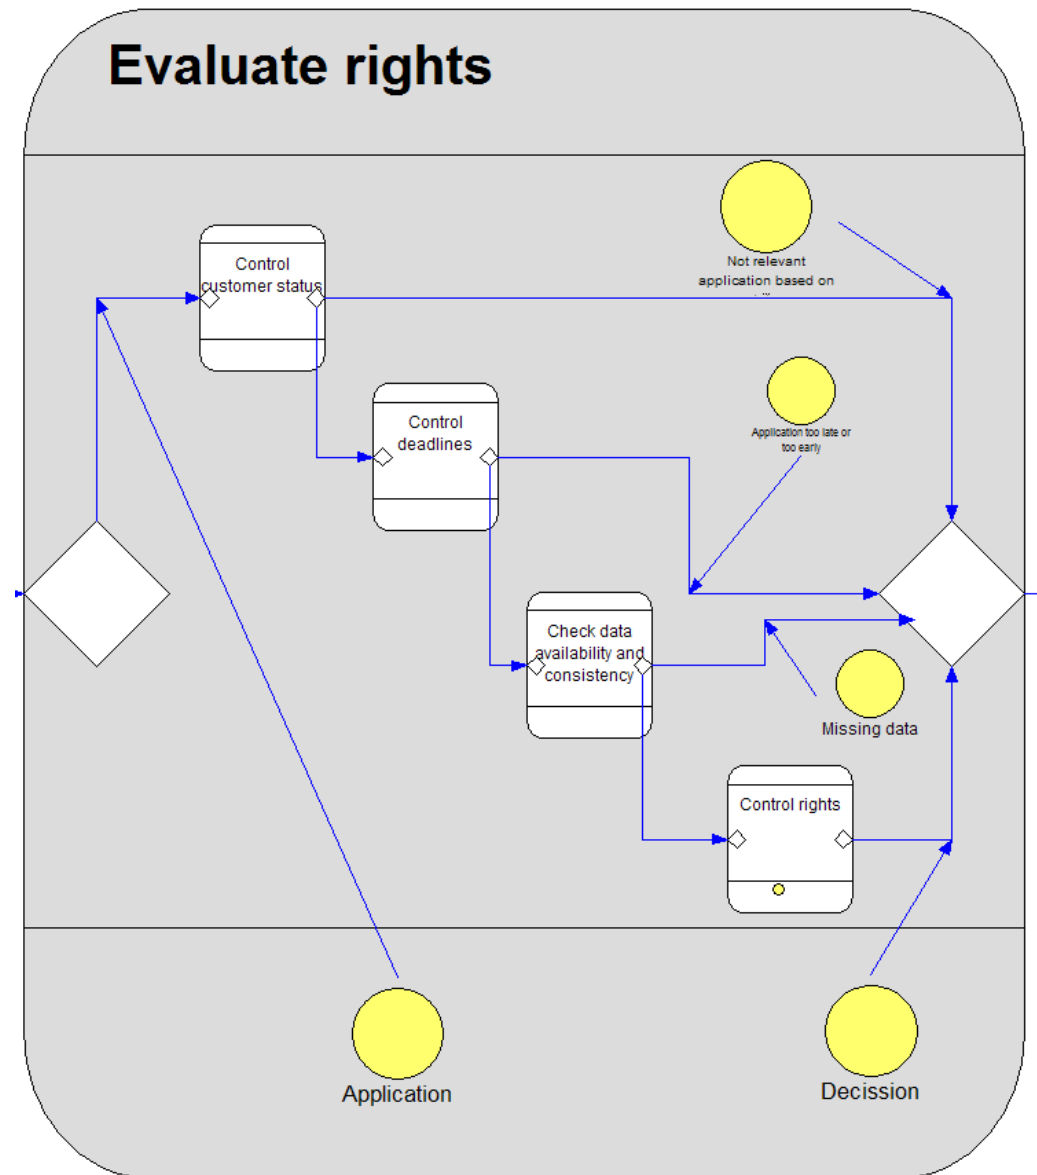 Evaluate rights
Control
customer status
Not relevant
application based on
Control
deadlines
Application too late or
too early
Check data
availability and
consistency
Missing data
Control rights
Application
Decission